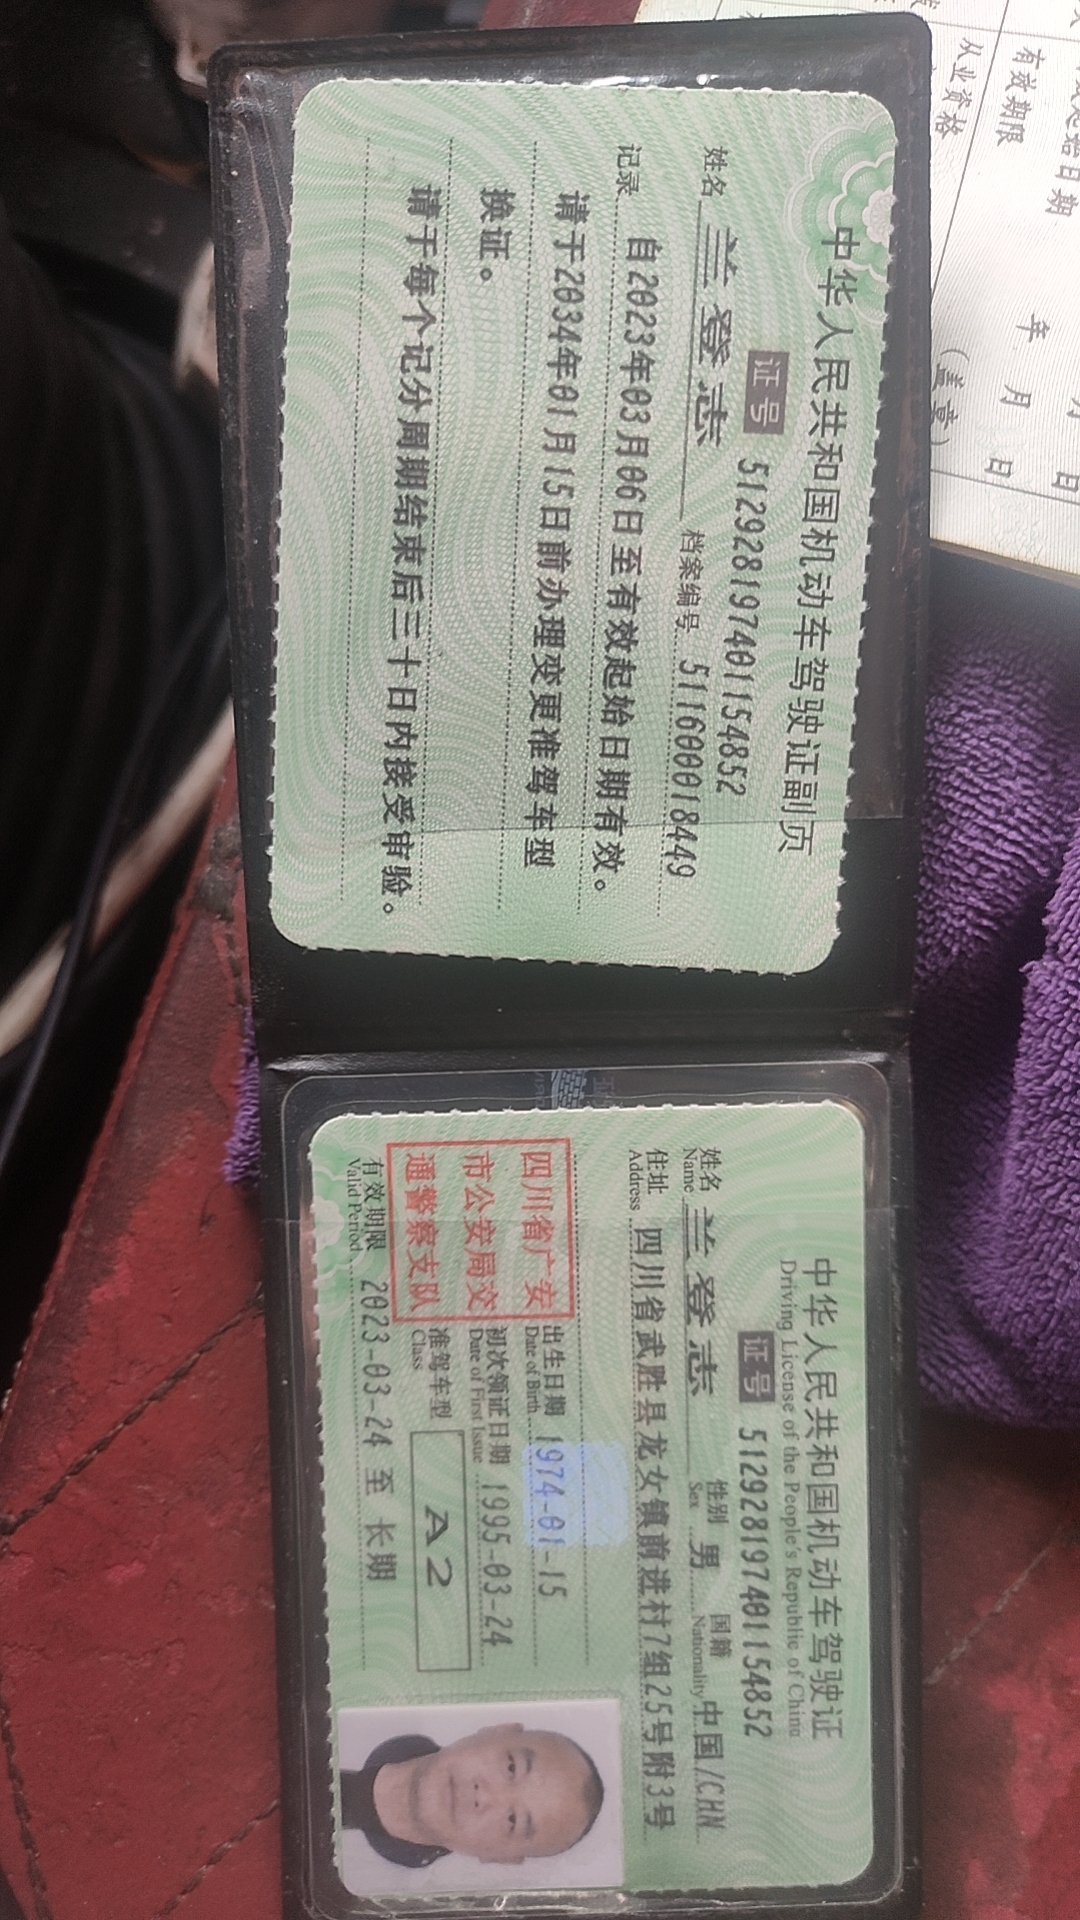 中华人民共和国机动车驾驶证副页
证号 512928197401154852
姓名 兰登志 档案编号 511600018449
记录 自2023年03月06日至有效起始日期有效。
请于2034年01月15日前办理变更准驾车型
换证。
请于每个记分周期结束后三十日内接受审验。
中华人民共和国机动车驾驶证
Driving License of the People's Republic of China
证号 512928197401154852
姓名 兰登志 性别 男 国籍 中国/CHN
Name Sex Nationality
住址 四川省武胜县龙女镇前进村7组25号附3号
Address
四川省广安
市公安局交
通警察支队
出生日期 1974-01-15
Date of Birth
初次领证日期 1995-03-24
Date of First Issue
准驾车型 A2
Class
有效期限 2023-03-24 至 长期
Valid Period
始日期
有效期限
从业资格
年 月 日
(盖章)
月 日